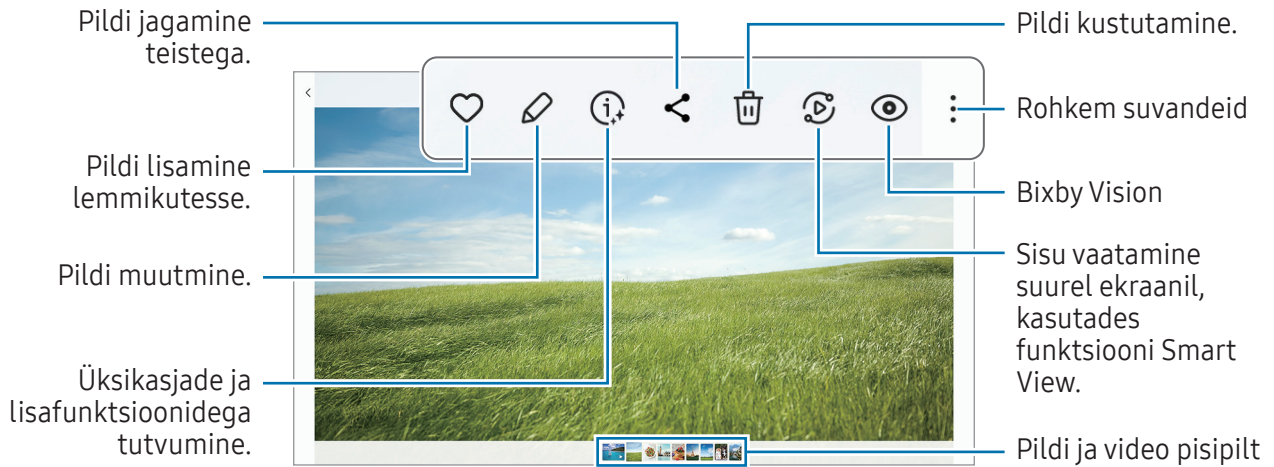 Pildi jagamine
teistega.
Pildi lisamine
lemmikutesse.
Pildi muutmine.
Üksikasjade ja
lisafunktsioonidega
tutvumine.
Pildi kustutamine.
Rohkem suvandeid
Bixby Vision
Sisu vaatamine
suurel ekraanil,
kasutades
funktsiooni Smart
View.
Pildi ja video pisipilt